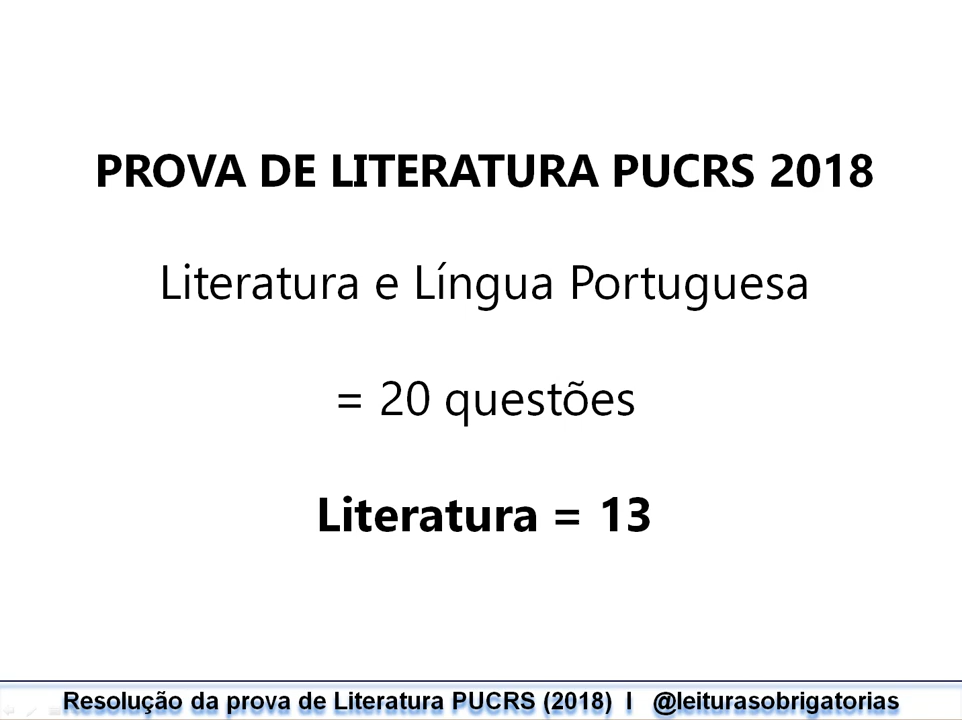 PROVA DE LITERATURA PUCRS 2018
Literatura e Língua Portuguesa
= 20 questões
Literatura = 13
Resolução da prova de Literatura PUCRS (2018) I @leiturasobrigatorias